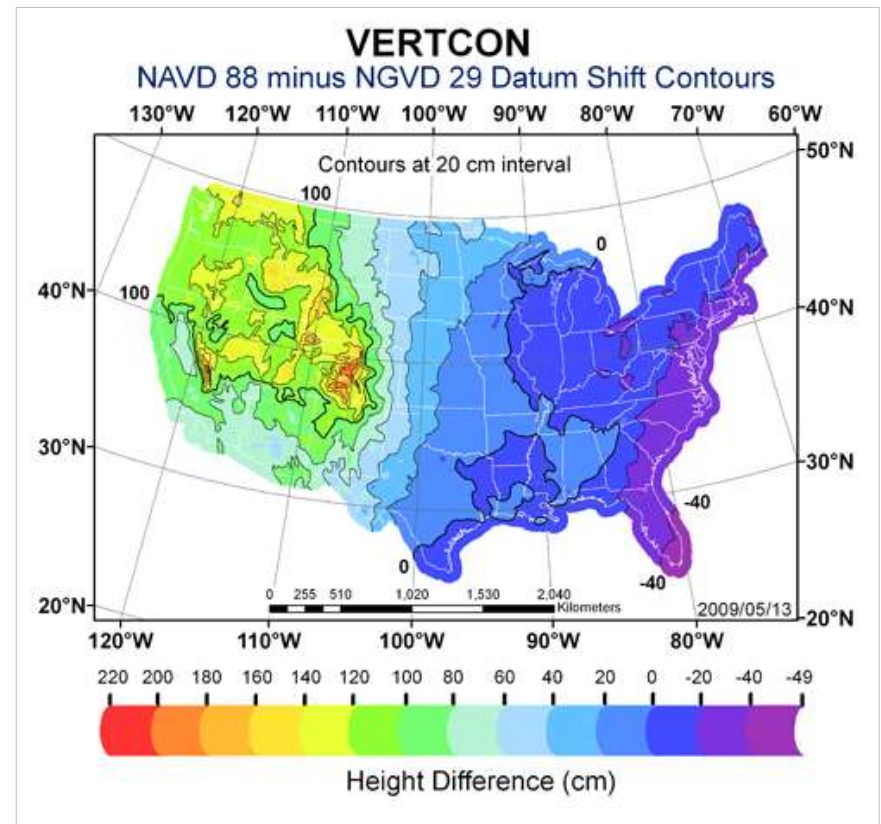 VERTCON
NAVD 88 minus NGVD 29 Datum Shift Contours
130°W 120°W 110°W 100°W 90°W 80°W 70°W 60°W
Contours at 20 cm interval
50°N
100
0
40°N
100
40°N
30°N
30°N
-40
0
-40
0 255 510 1,020 1,530 2,040
Kilometers
2009/05/13
20°N
20°N
120°W 110°W 100°W 90°W 80°W
220 200 180 160 140 120 100 80 60 40 20 0 -20 -40 -49
Height Difference (cm)